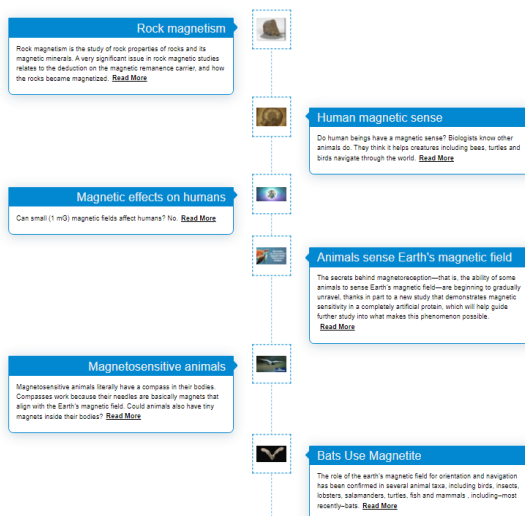 Rock magnetism
Rock magnetism is the study of rock properties of rocks and its
magnetic minerals. A very significant issue in rock magnetic studies
relates to the deduction on the magnetic remanence carrier, and how
the rocks became magnetized. Read More
Human magnetic sense
Do human beings have a magnetic sense? Biologists know other
animals do. They think it helps creatures including bees, turtles and
birds navigate through the world. Read More
Magnetic effects on humans
Can small (1 mG) magnetic fields affect humans? No. Read More
Animals sense Earth's magnetic field
The secrets behind magnetoreception—that is, the ability of some
animals to sense Earth's magnetic field—are beginning to gradually
unravel, thanks in part to a new study that demonstrates magnetic
sensitivity in a completely artificial protein, which will help guide
further study into what makes this phenomenon possible.
Read More
Magnetosensitive animals
Magnetosensitive animals literally have a compass in their bodies.
Compasses work because their needles are basically magnets that
align with the Earth's magnetic field. Could animals also have tiny
magnets inside their bodies? Read More
Bats Use Magnetite
The role of the earth's magnetic field for orientation and navigation
has been confirmed in several animal taxa, including birds, insects,
lobsters, salamanders, turtles, fish and mammals , including–most
recently–bats. Read More